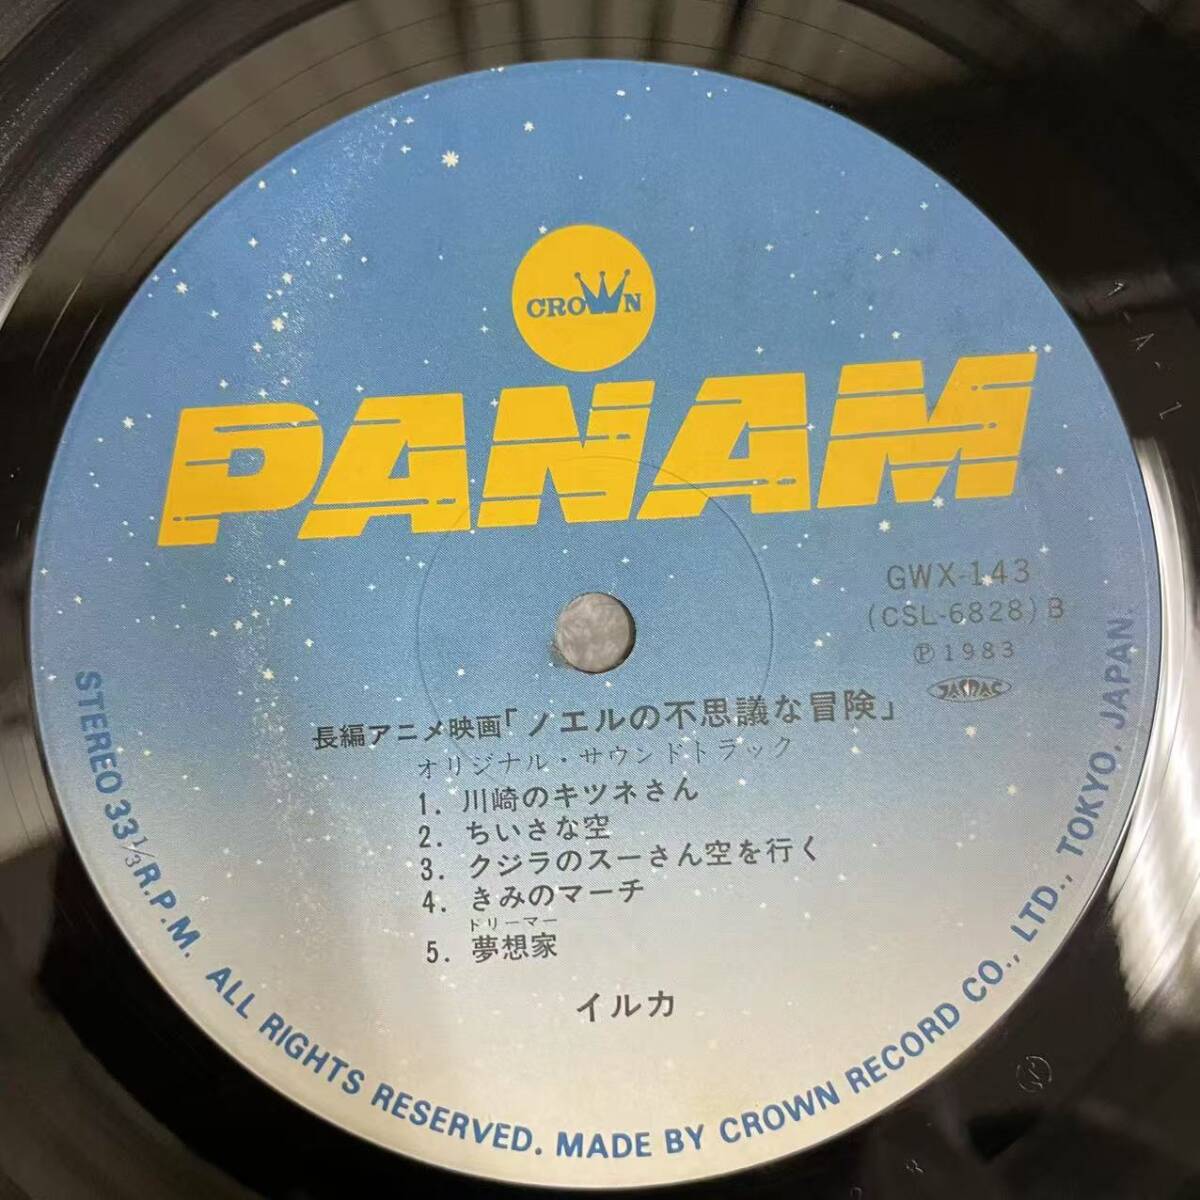 CROWN
PANAM
GWX-143
(CSL-6828) B
Ⓟ1983
JASRAC
長編アニメ映画「ノエルの不思議な冒険」
オリジナル・サウンドトラック
1. 川崎のキツネさん
2. ちいさな空
3. クジラのスーさん空を行く
4. きみのマーチ
ドリーマー
5. 夢想家
イルカ
STEREO 33 1/3 R.P.M. ALL RIGHTS RESERVED. MADE BY CROWN RECORD CO., LTD., TOKYO, JAPAN.